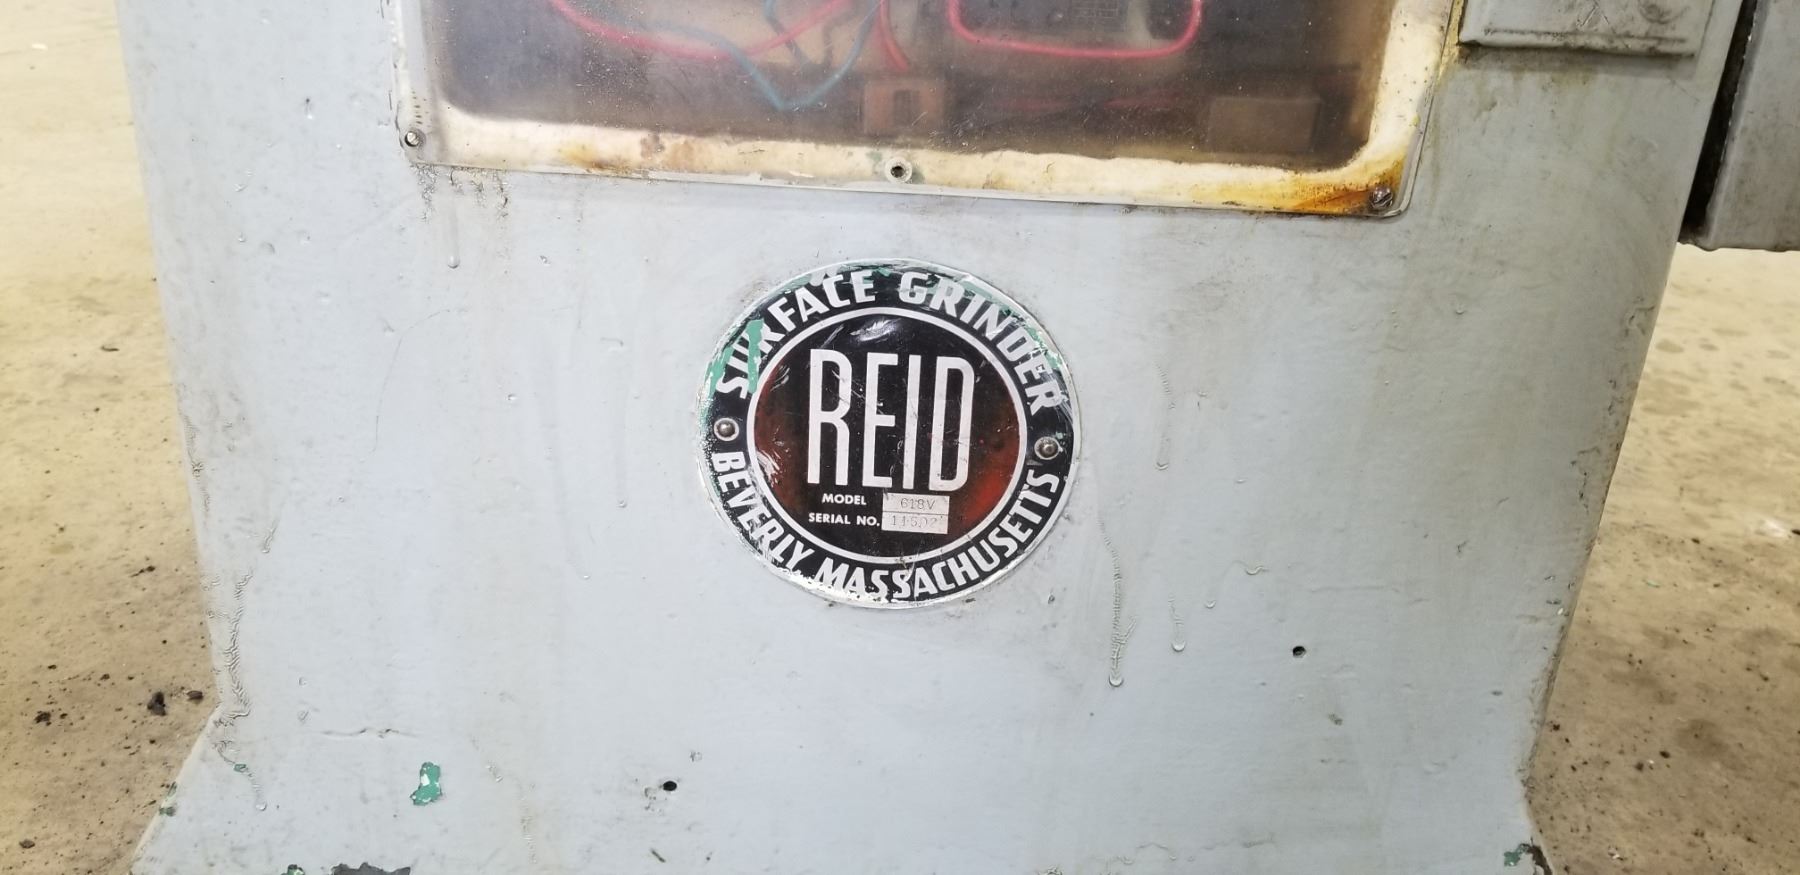 SURFACE GRINDER
REID
MODEL 618V
SERIAL NO.
BEVERLY MASSACHUSETTS